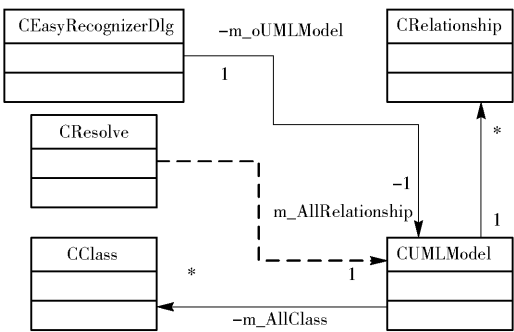 CEasyRecognizerDlg
-m_oUMLModel
CRelationship
1
CResolve
*
-1
m_AllRelationship
1
CClass
*
1
CUMLModel
-m_AllClass